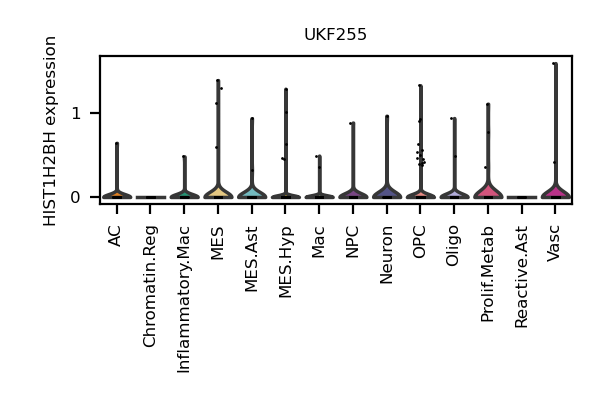 UKF255
HIST1H2BH expression
1
0
AC
Chromatin.Reg
Inflammatory.Mac
MES
MES.Ast
MES.Hyp
Mac
NPC
Neuron
OPC
Oligo
Prolif.Metab
Reactive.Ast
Vasc